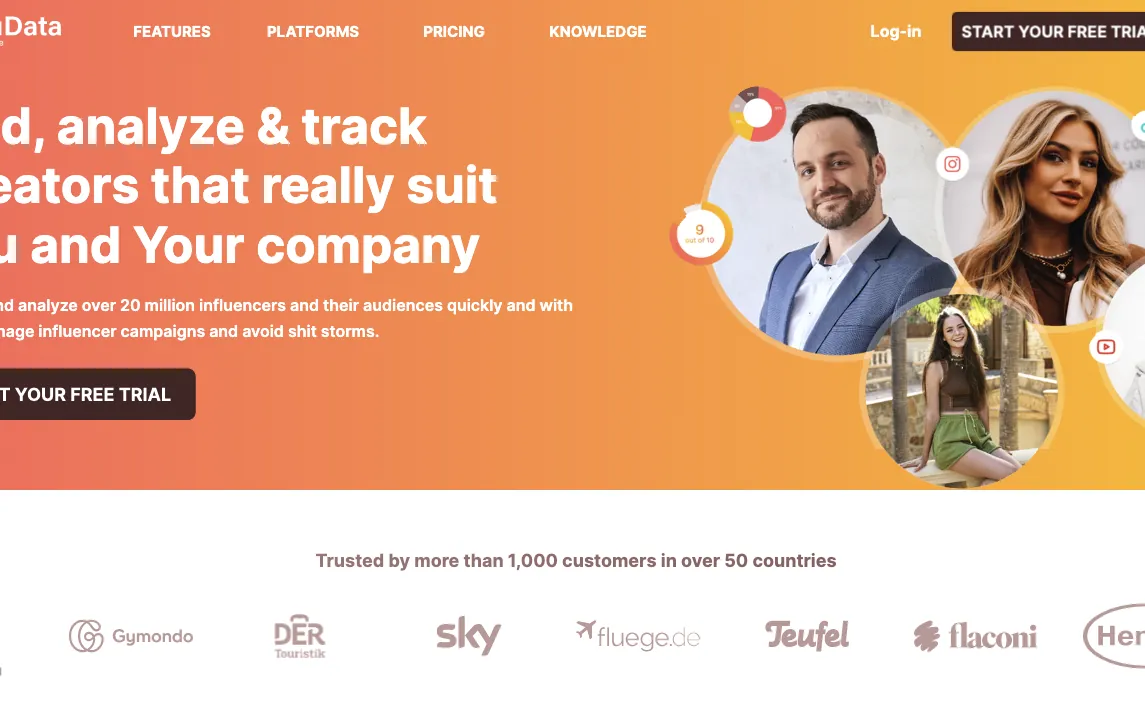 Data
FEATURES PLATFORMS PRICING KNOWLEDGE Log-in START YOUR FREE TRIA
d, analyze & track
eators that really suit
u and Your company
nd analyze over 20 million influencers and their audiences quickly and with
nage influencer campaigns and avoid shit storms.
T YOUR FREE TRIAL
9
out of 10
Trusted by more than 1,000 customers in over 50 countries
Gymondo
DER
Touristik
sky
fluege.de
Teufel
flaconi
Hen